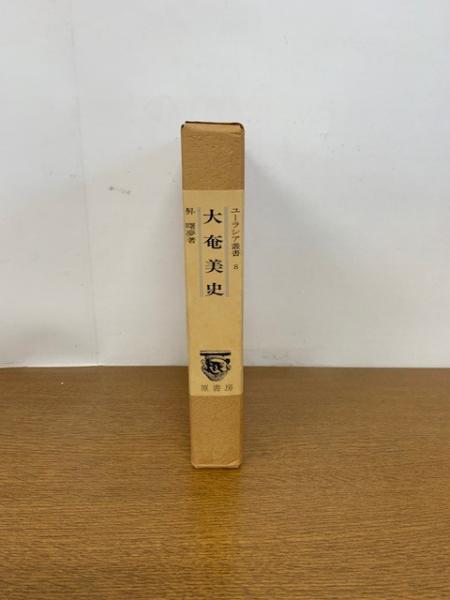 ユーラシア叢書 8
大奄美史
昇 曙夢著
原書房